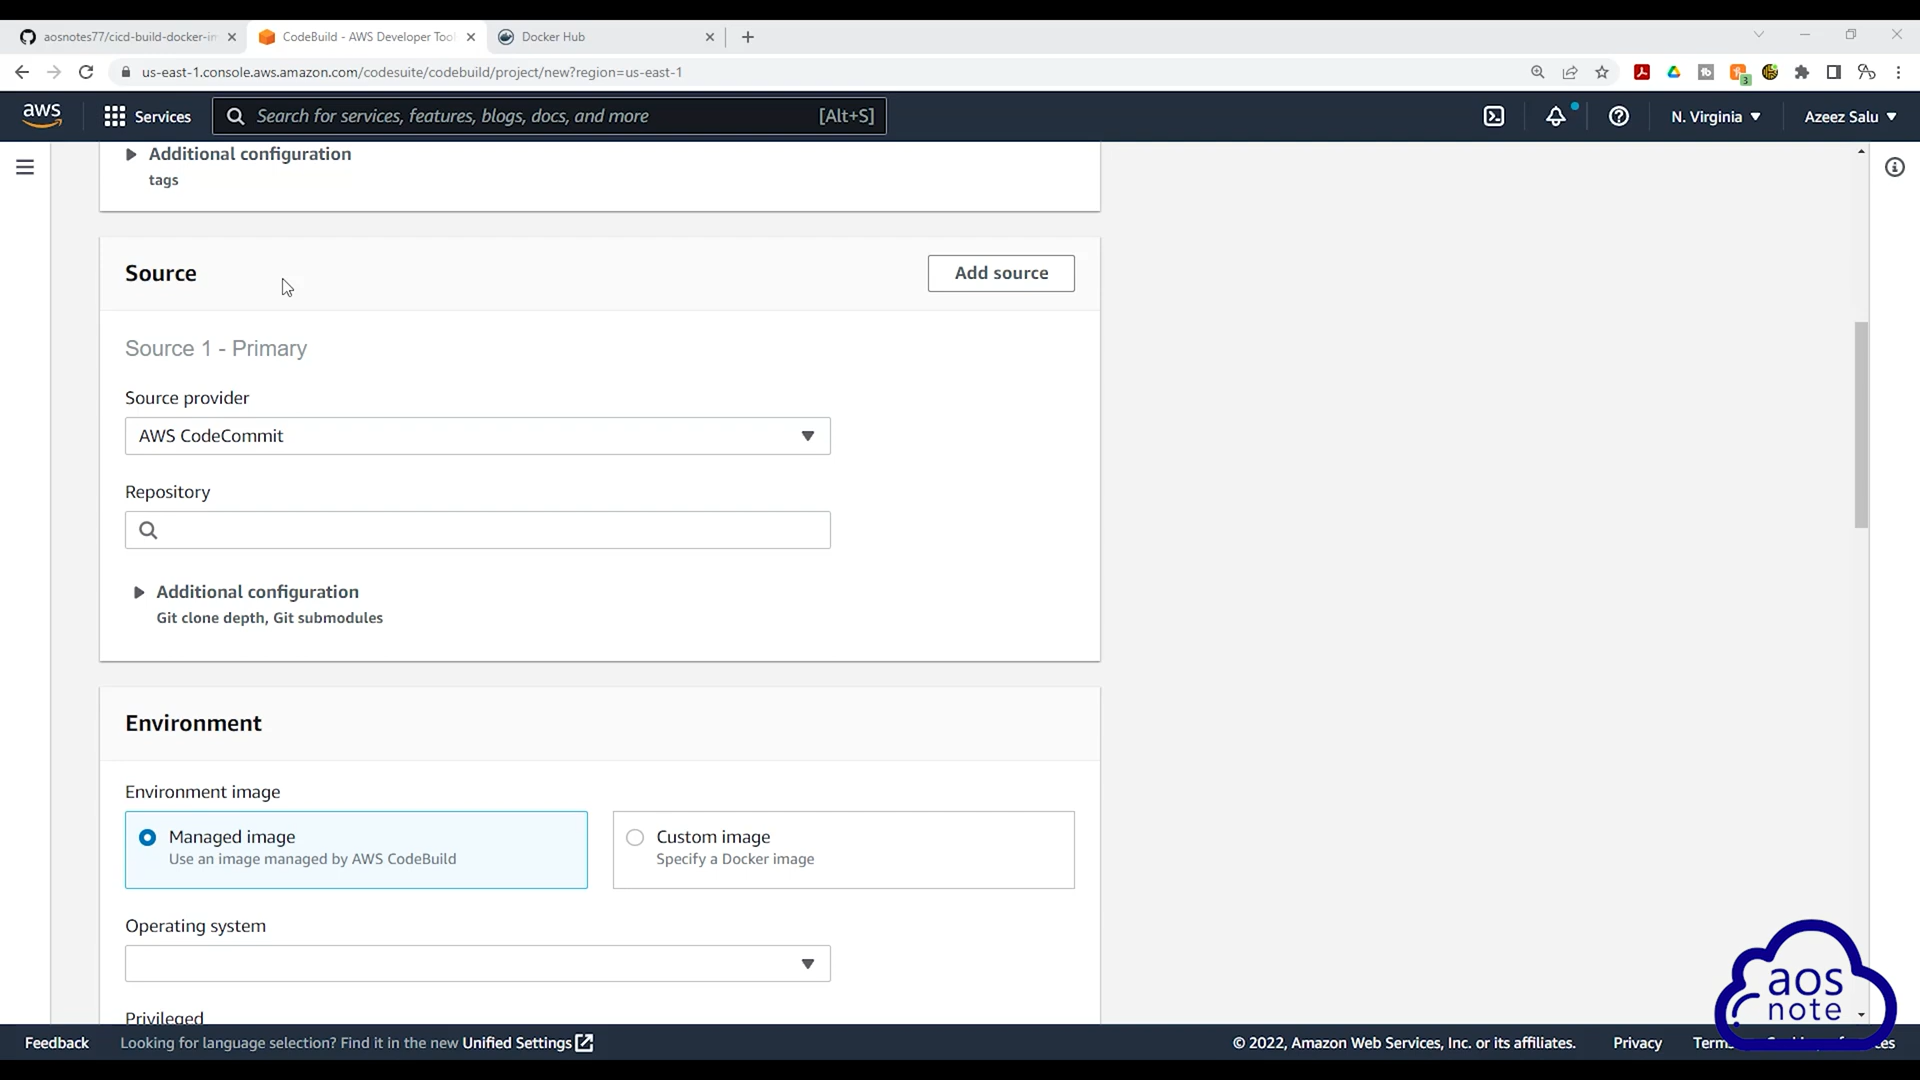 aosnotes77/cicd-build-docker-im
CodeBuild - AWS Developer Tool
Docker Hub
us-east-1.console.aws.amazon.com/codesuite/codebuild/project/new?region=us-east-1
3
aws
Services
Search for services, features, blogs, docs, and more
[Alt+S]
N. Virginia
Azeez Salu
Additional configuration
tags
Source
Add source
Source 1 - Primary
Source provider
AWS CodeCommit
Repository
Additional configuration
Git clone depth, Git submodules
Environment
Environment image
Managed image
Use an image managed by AWS CodeBuild
Custom image
Specify a Docker image
Operating system
Privileged
aos
note
Feedback
Looking for language selection? Find it in the new Unified Settings
© 2022, Amazon Web Services, Inc. or its affiliates.
Privacy
Terms